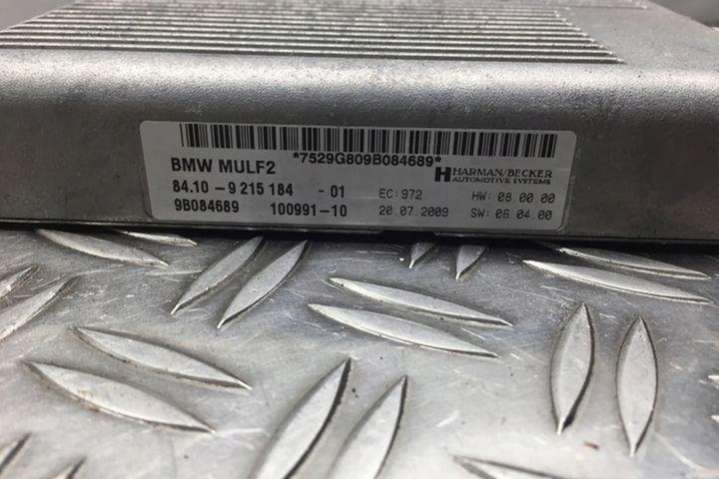 *7529G809B084689*
BMW MULF2
HARMAN/BECKER
AUTOMOTIVE SYSTEMS
84.10 - 9 215 184 - 01 EC:972 HW: 08.00.00
9B084689 100991-10 20.07.2009 SW: 06.04.00